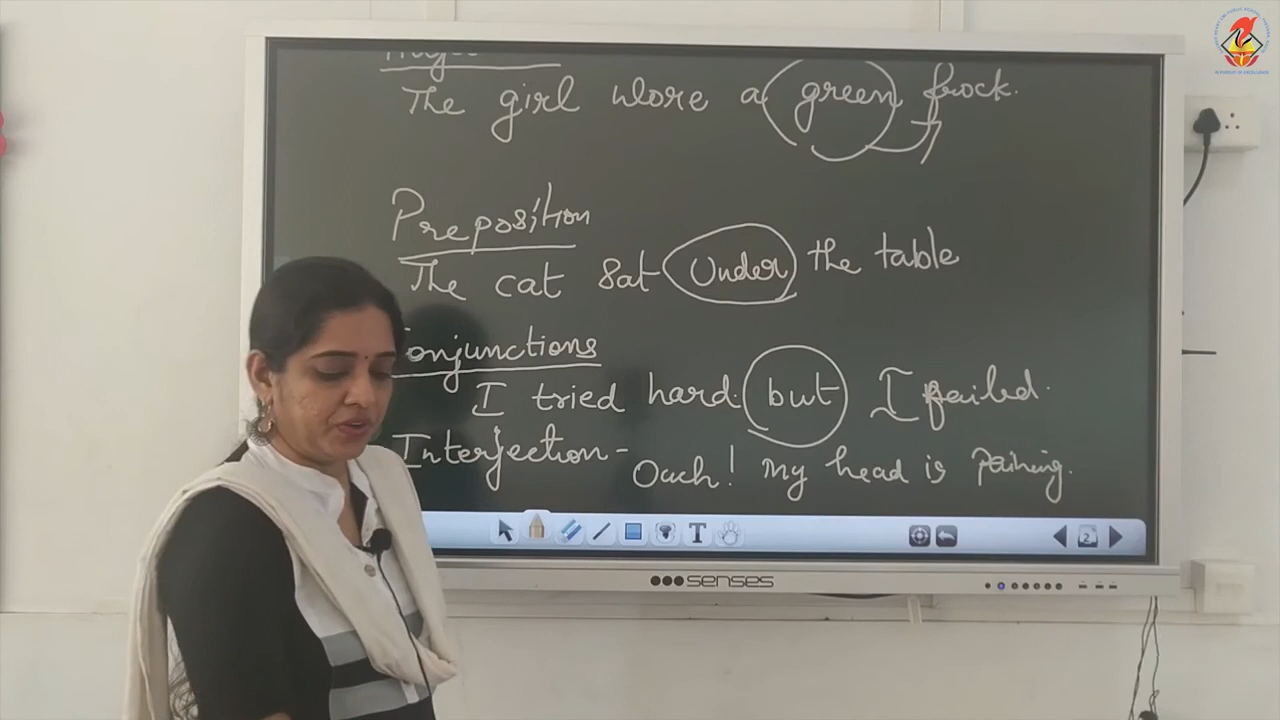 The girl wore a green frock.
Preposition
The cat sat under the table
onjunctions
I tried hard. but I failed.
Interjection - Ouch! My head is Paining.
T
2
senses